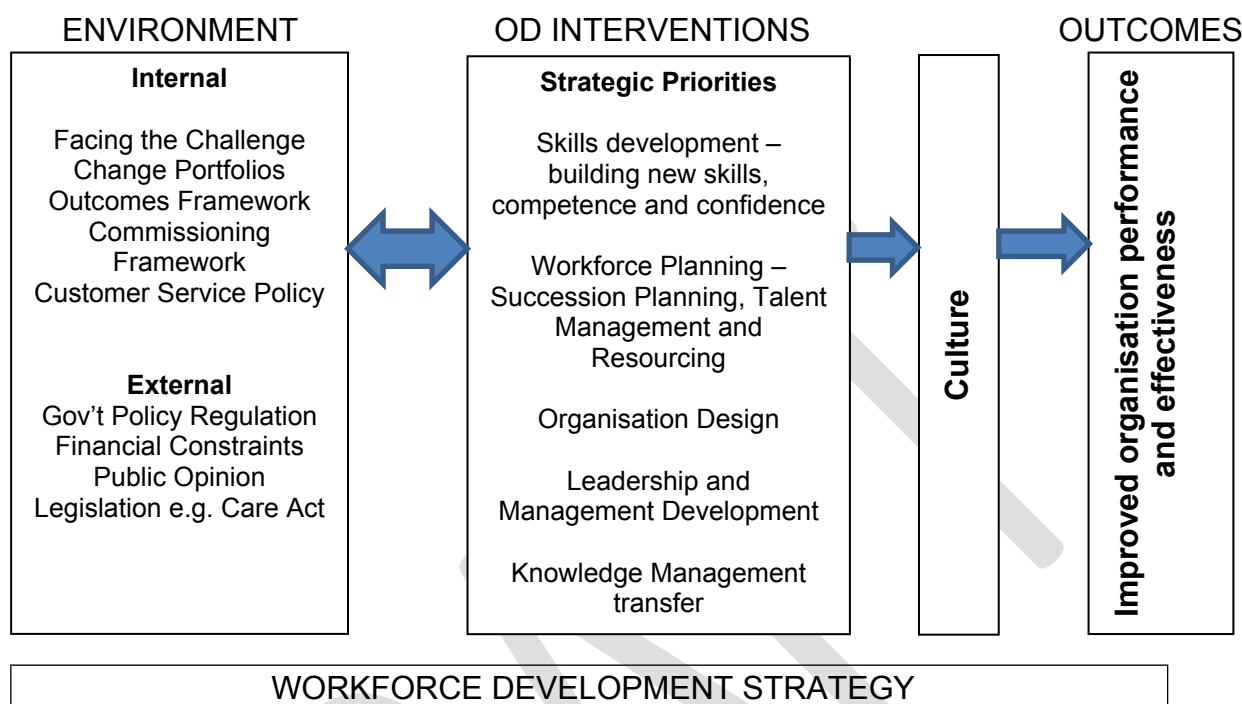 ENVIRONMENT
OD INTERVENTIONS
OUTCOMES
Internal
Facing the Challenge
Change Portfolios
Outcomes Framework
Commissioning
Framework
Customer Service Policy
External
Gov't Policy Regulation
Financial Constraints
Public Opinion
Legislation e.g. Care Act
Strategic Priorities
Skills development –
building new skills,
competence and confidence
Workforce Planning –
Succession Planning, Talent
Management and
Resourcing
Organisation Design
Leadership and
Management Development
Knowledge Management
transfer
Culture
Improved organisation performance
and effectiveness
WORKFORCE DEVELOPMENT STRATEGY